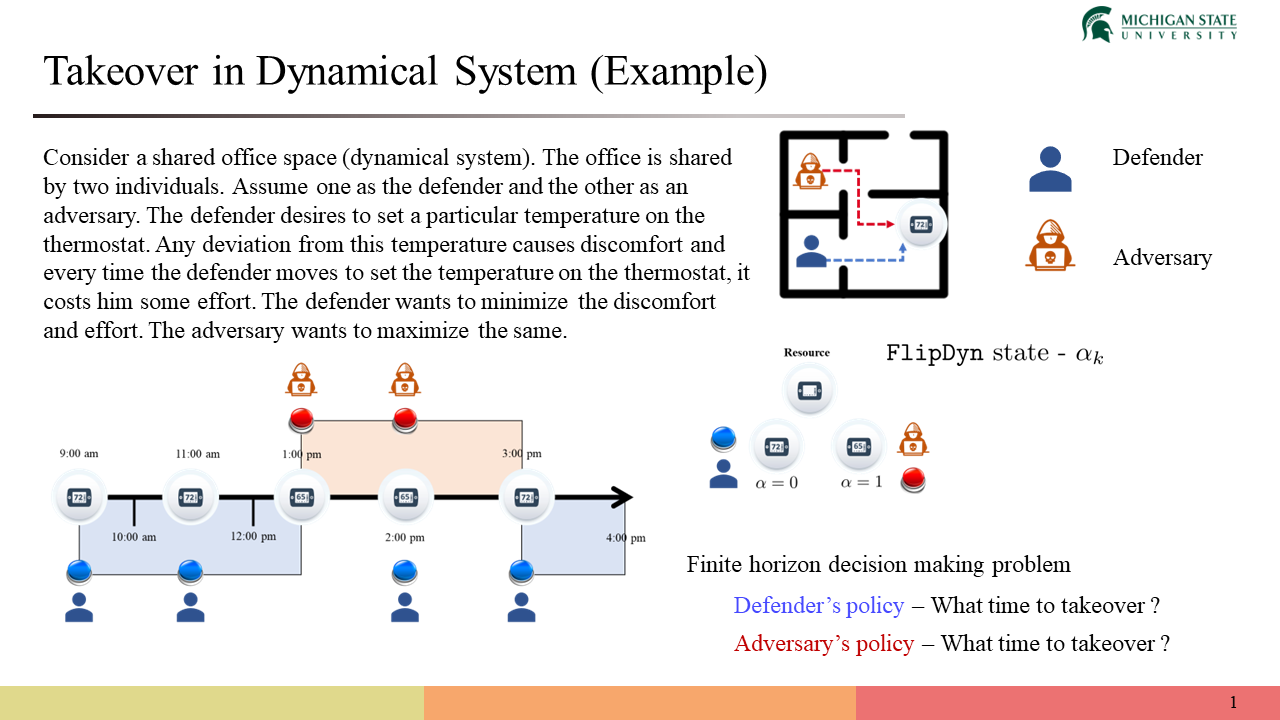 MICHIGAN STATE
UNIVERSITY
Takeover in Dynamical System (Example)
Consider a shared office space (dynamical system). The office is shared
by two individuals. Assume one as the defender and the other as an
adversary. The defender desires to set a particular temperature on the
thermostat. Any deviation from this temperature causes discomfort and
every time the defender moves to set the temperature on the thermostat, it
costs him some effort. The defender wants to minimize the discomfort
and effort. The adversary wants to maximize the same.
72
Defender
Adversary
Resource
FlipDyn state - αₖ
72
65
α = 0
α = 1
9:00 am
11:00 am
1:00 pm
3:00 pm
72
72
65
65
72
10:00 am
12:00 pm
2:00 pm
4:00 pm
Finite horizon decision making problem
Defender’s policy – What time to takeover ?
Adversary’s policy – What time to takeover ?
1